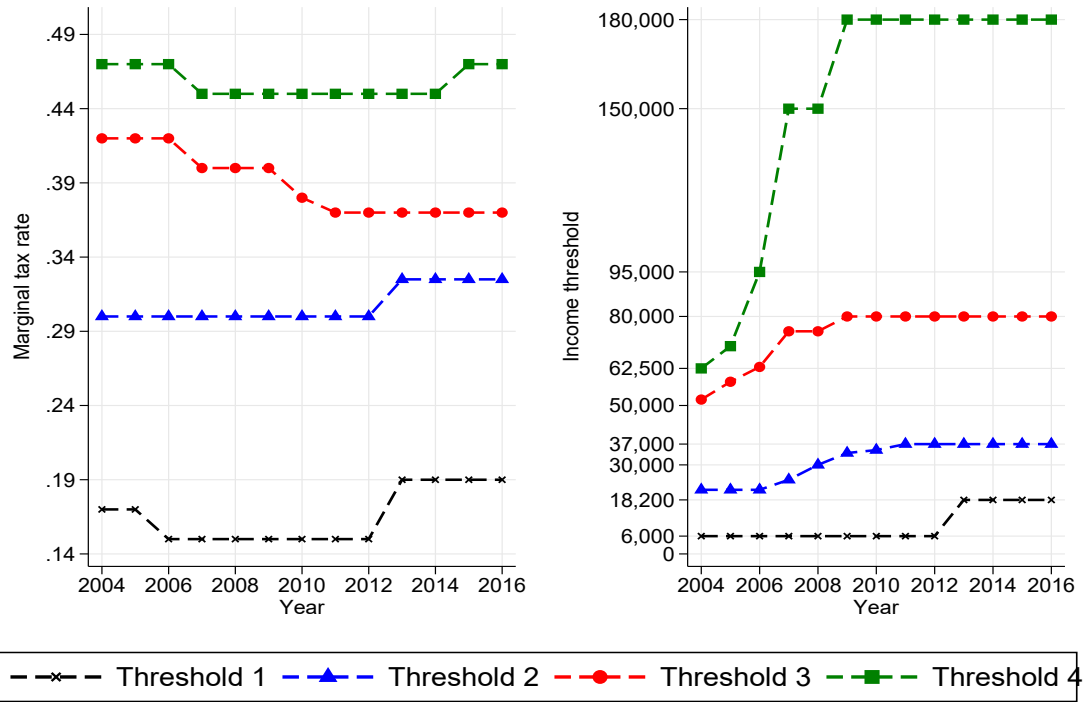 Marginal tax rate
.49
.44
.39
.34
.29
.24
.19
.14
2004 2006 2008 2010 2012 2014 2016
Year
Income threshold
180,000
150,000
95,000
80,000
62,500
50,000
37,000
30,000
18,200
6,000
0
2004 2006 2008 2010 2012 2014 2016
Year
Threshold 1 Threshold 2 Threshold 3 Threshold 4